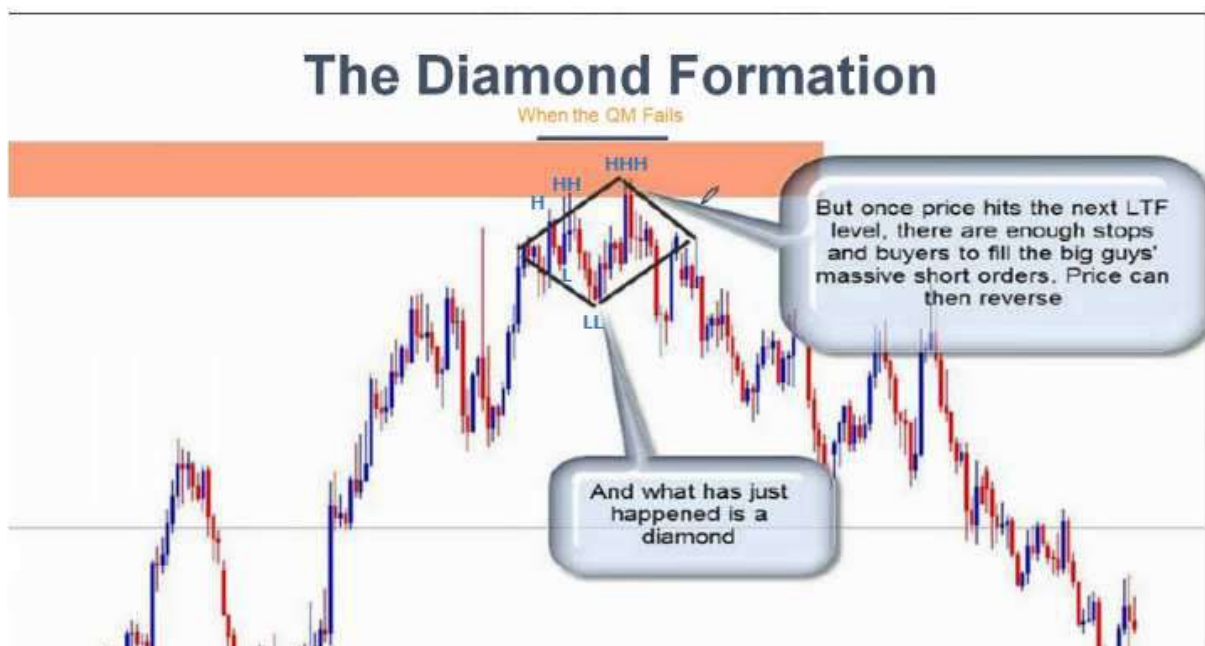 The Diamond Formation
When the QM Fails
HHH
HH
H
L
LL
But once price hits the next LTF
level, there are enough stops
and buyers to fill the big guys'
massive short orders. Price can
then reverse
And what has just
happened is a
diamond